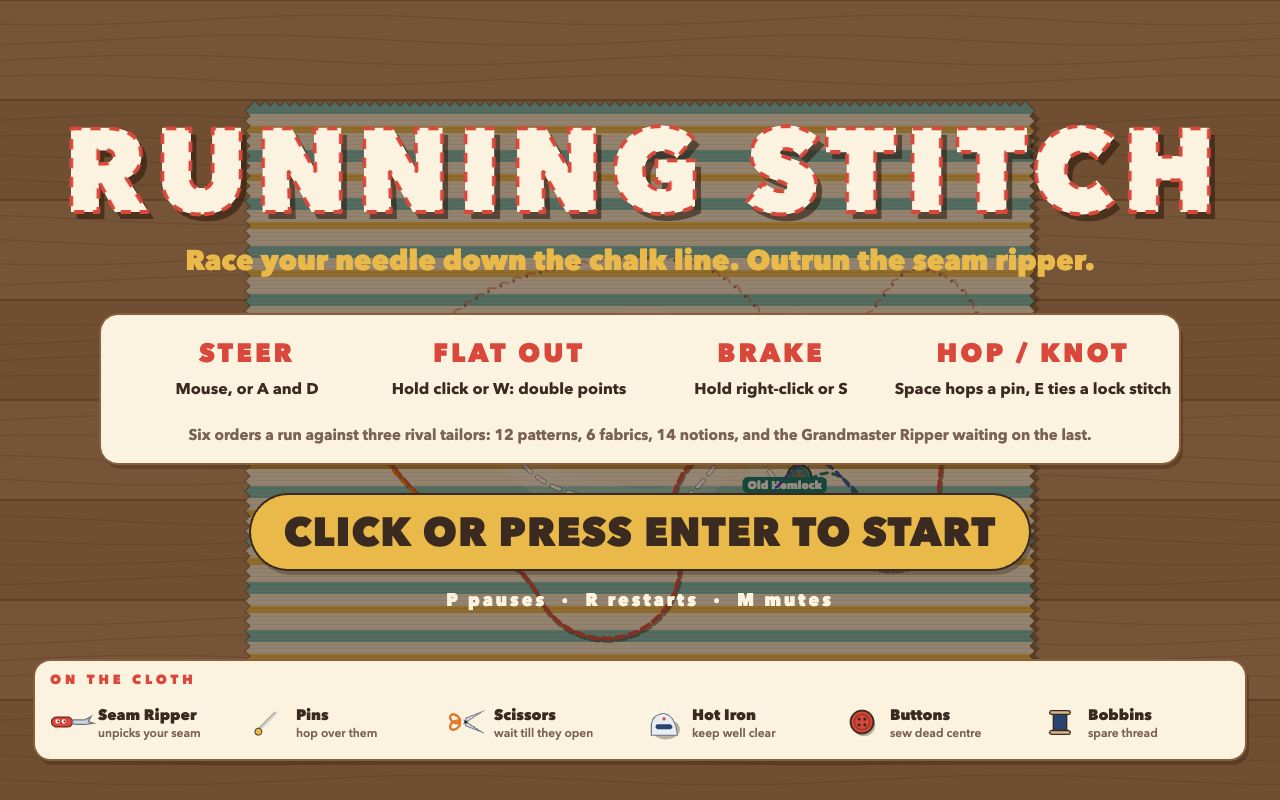 RUNNING STITCH
Race your needle down the chalk line. Outrun the seam ripper.
STEER FLAT OUT BRAKE HOP / KNOT
Mouse, or A and D Hold click or W: double points Hold right-click or S Space hops a pin, E ties a lock stitch
Six orders a run against three rival tailors: 12 patterns, 6 fabrics, 14 notions, and the Grandmaster Ripper waiting on the last.
Old Hemlock
CLICK OR PRESS ENTER TO START
P pauses • R restarts • M mutes
ON THE CLOTH
Seam Ripper Pins Scissors Hot Iron Buttons Bobbins
unpicks your seam hop over them wait till they open keep well clear sew dead centre spare thread